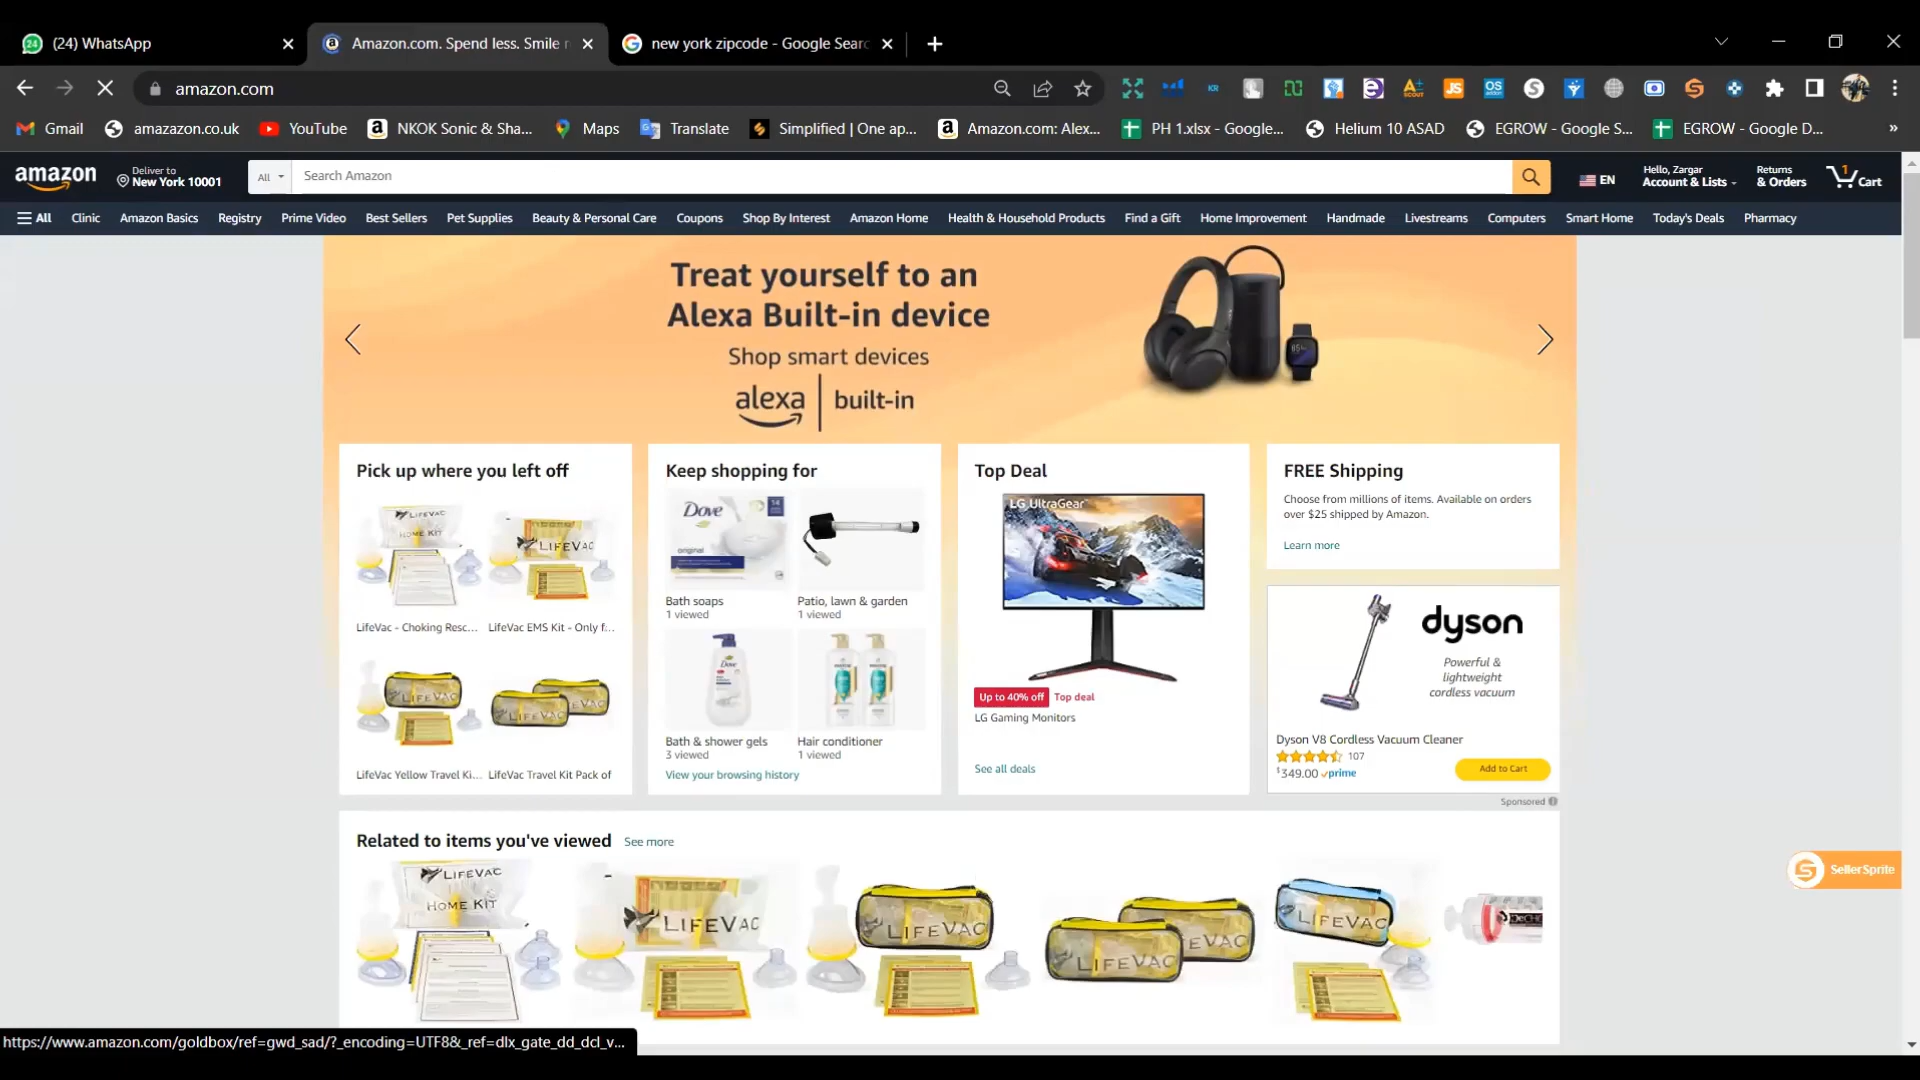 (24) WhatsApp
Amazon.com. Spend less. Smile
new york zipcode - Google Sear
amazon.com
Gmail
amazazon.co.uk
YouTube
NKOK Sonic & Sha...
Maps
Translate
Simplified | One ap...
Amazon.com: Alex...
PH 1.xlsx - Google...
Helium 10 ASAD
EGROW - Google S...
EGROW - Google D...
amazon
Deliver to
New York 10001
All
Search Amazon
EN
Hello, Zargar
Account & Lists
Returns
& Orders
1
Cart
All
Clinic
Amazon Basics
Registry
Prime Video
Best Sellers
Pet Supplies
Beauty & Personal Care
Coupons
Shop By Interest
Amazon Home
Health & Household Products
Find a Gift
Home Improvement
Handmade
Livestreams
Computers
Smart Home
Today's Deals
Pharmacy
Treat yourself to an
Alexa Built-in device
Shop smart devices
alexa | built-in
Pick up where you left off
LIFEVAC
HOME KIT
LIFEVAC
LifeVac - Choking Resc...
LifeVac EMS Kit - Only f...
LIFEVAC
LIFEVAC
LifeVac Yellow Travel Ki...
LifeVac Travel Kit Pack of
Keep shopping for
Dove
original
14
Bath soaps
1 viewed
Patio, lawn & garden
1 viewed
Dove
Bath & shower gels
3 viewed
Hair conditioner
1 viewed
View your browsing history
Top Deal
LG UltraGear™
Up to 40% off
Top deal
LG Gaming Monitors
See all deals
FREE Shipping
Choose from millions of items. Available on orders
over $25 shipped by Amazon.
Learn more
dyson
Powerful &
lightweight
cordless vacuum
Dyson V8 Cordless Vacuum Cleaner
107
$349.00 prime
Add to Cart
Sponsored
Related to items you've viewed
See more
LIFEVAC
HOME KIT
LIFEVAC
LIFEVAC
LIFEVAC
LIFEVAC
SellerSprite
https://www.amazon.com/goldbox/ref=gwd_sad/?_encoding=UTF8&_ref=dlx_gate_dd_dcl_v...